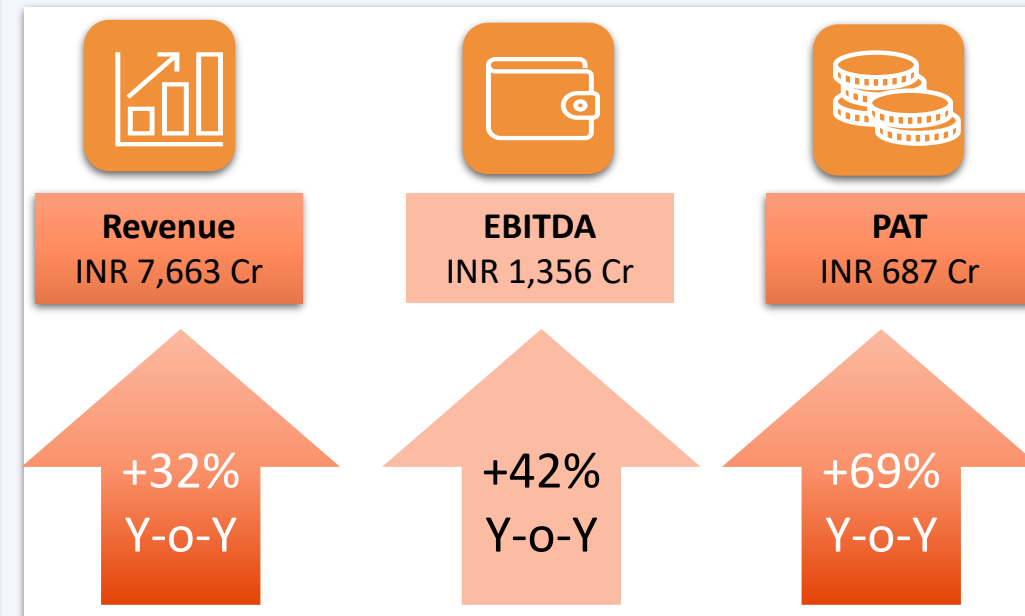 Revenue
INR 7,663 Cr
EBITDA
INR 1,356 Cr
PAT
INR 687 Cr
+32%
Y-o-Y
+42%
Y-o-Y
+69%
Y-o-Y